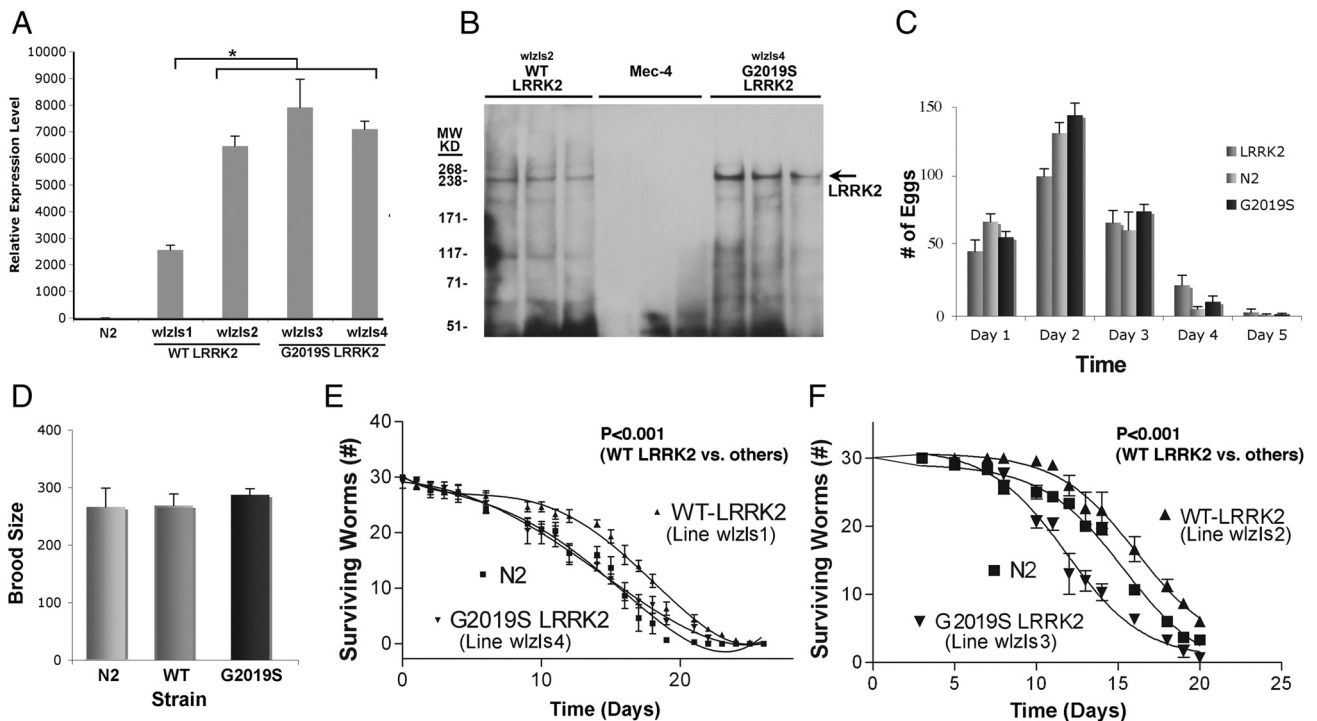 A
Relative Expression Level
10000
9000
8000
7000
6000
5000
4000
3000
2000
1000
0
*
N2
wlzIs1
wlzIs2
wlzIs3
wlzIs4
WT LRRK2
G2019S LRRK2
B
wlzIs2
WT
LRRK2
Mec-4
wlzIs4
G2019S
LRRK2
MW
KD
268-
238-
171-
117-
71-
51-
LRRK2
C
# of Eggs
150
100
50
0
LRRK2
N2
G2019S
Day 1
Day 2
Day 3
Day 4
Day 5
Time
D
Brood Size
400
300
200
100
0
N2
WT
G2019S
Strain
E
Surviving Worms (#)
40
30
20
10
0
P<0.001
(WT LRRK2 vs. others)
WT-LRRK2
(Line wlzIs1)
N2
G2019S LRRK2
(Line wlzIs4)
0
10
20
Time (Days)
F
Surviving Worms (#)
30
20
10
0
P<0.001
(WT LRRK2 vs. others)
WT-LRRK2
(Line wlzIs2)
N2
G2019S LRRK2
(Line wlzIs3)
0
5
10
15
20
25
Time (Days)